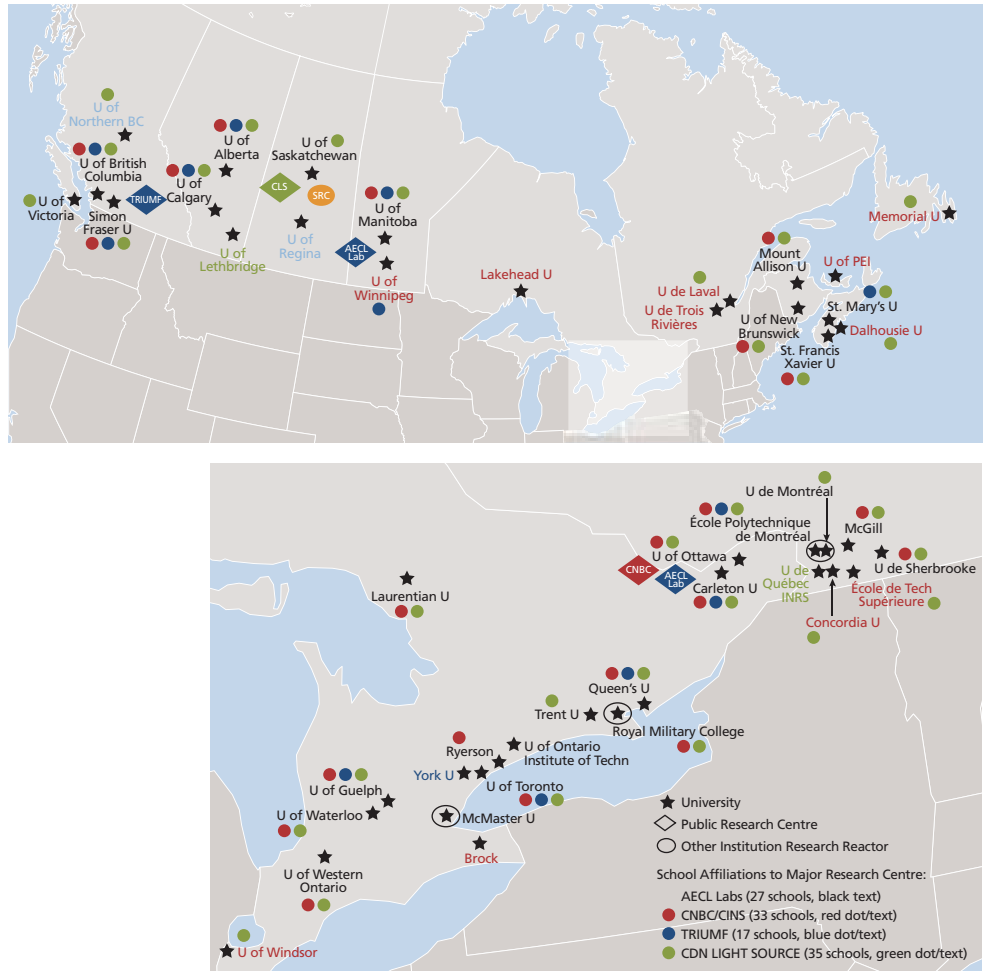 U of
Northern BC
U of British
Columbia
U of
Victoria
Simon
Fraser U
TRIUMF
U of
Alberta
U of
Calgary
U of
Lethbridge
U of
Saskatchewan
CLS
SRC
U of
Regina
U of
Manitoba
AECL
Lab
U of
Winnipeg
Lakehead U
U de Laval
U de Trois
Rivières
Mount
Allison U
U of New
Brunswick
U of PEI
St. Mary's U
Dalhousie U
St. Francis
Xavier U
Memorial U
U de Montréal
École Polytechnique
de Montréal
McGill
U de Sherbrooke
U of Ottawa
CNBC
AECL
Lab
Carleton U
U de
Québec
INRS
École de Tech
Supérieure
Concordia U
Laurentian U
Queen's U
Trent U
Royal Military College
Ryerson
U of Ontario
Institute of Techn
York U
U of Toronto
U of Guelph
U of Waterloo
McMaster U
Brock
U of Western
Ontario
U of Windsor
University
Public Research Centre
Other Institution Research Reactor
School Affiliations to Major Research Centre:
AECL Labs (27 schools, black text)
CNBC/CINS (33 schools, red dot/text)
TRIUMF (17 schools, blue dot/text)
CDN LIGHT SOURCE (35 schools, green dot/text)